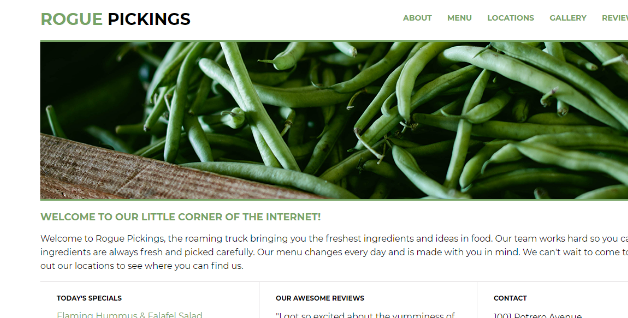 ROGUE PICKINGS
ABOUT MENU LOCATIONS GALLERY
WELCOME TO OUR LITTLE CORNER OF THE INTERNET!
Welcome to Rogue Pickings, the roaming truck bringing you the freshest ingredients and ideas in food. Our team works hard so you
ingredients are always fresh and picked carefully. Our menu changes every day and is made with you in mind. We can't wait to come
out our locations to see where you can find us.
TODAY'S SPECIALS
Flaming Hummus & Falafel Salad
OUR AWESOME REVIEWS
"I got so excited about the yumminess of
CONTACT
1001 Potrero Avenue